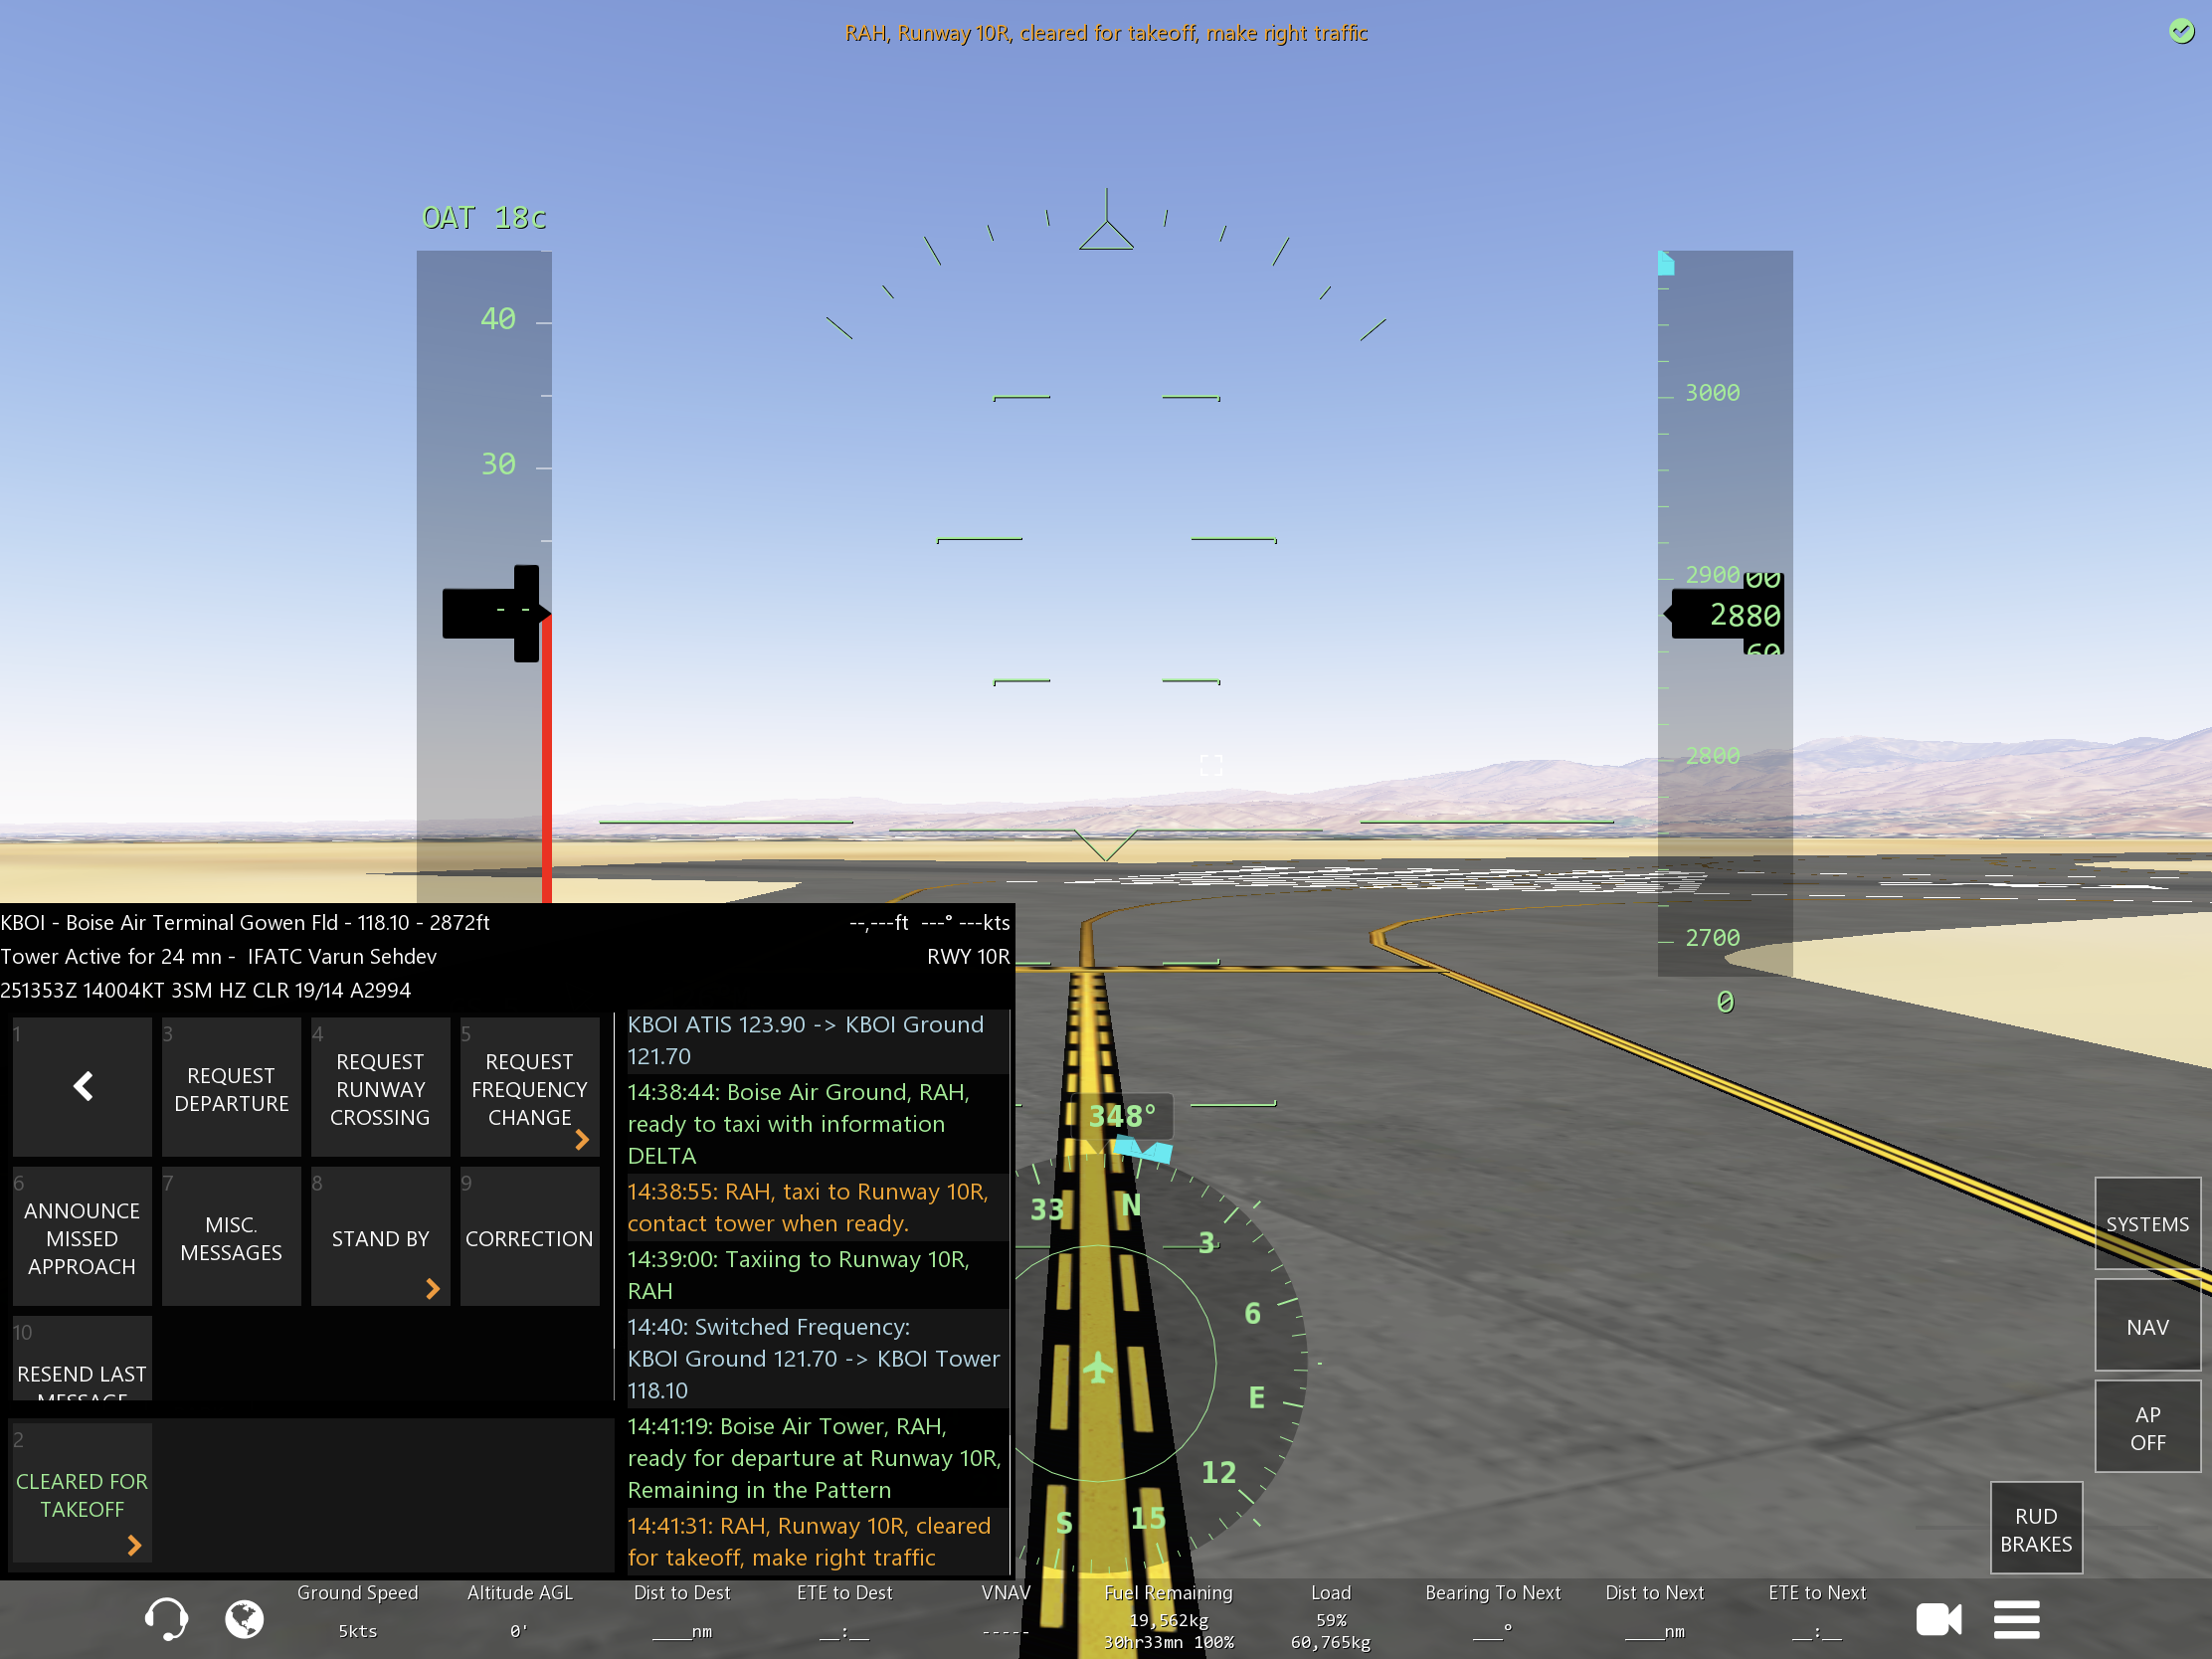 RAH, Runway 10R, cleared for takeoff, make right traffic
OAT 18c
40
30
- -
3000
2900
00
2880
60
2800
2700
0
KBOI - Boise Air Terminal Gowen Fld - 118.10 - 2872ft
--,---ft ---° ---kts
Tower Active for 24 mn - IFATC Varun Sehdev
RWY 10R
251353Z 14004KT 3SM HZ CLR 19/14 A2994
1
3
REQUEST
DEPARTURE
4
REQUEST
RUNWAY
CROSSING
5
REQUEST
FREQUENCY
CHANGE
6
ANNOUNCE
MISSED
APPROACH
7
MISC.
MESSAGES
8
STAND BY
9
CORRECTION
10
RESEND LAST
MESSAGE
2
CLEARED FOR
TAKEOFF
KBOI ATIS 123.90 -> KBOI Ground
121.70
14:38:44: Boise Air Ground, RAH,
ready to taxi with information
DELTA
14:38:55: RAH, taxi to Runway 10R,
contact tower when ready.
14:39:00: Taxiing to Runway 10R,
RAH
14:40: Switched Frequency:
KBOI Ground 121.70 -> KBOI Tower
118.10
14:41:19: Boise Air Tower, RAH,
ready for departure at Runway 10R,
Remaining in the Pattern
14:41:31: RAH, Runway 10R, cleared
for takeoff, make right traffic
348°
33
N
3
6
E
12
15
S
SYSTEMS
NAV
AP
OFF
RUD
BRAKES
Ground Speed
5kts
Altitude AGL
0'
Dist to Dest
____nm
ETE to Dest
__:__
VNAV
-----
Fuel Remaining
19,562kg
30hr33mn 100%
Load
59%
60,765kg
Bearing To Next
___°
Dist to Next
____nm
ETE to Next
__:__